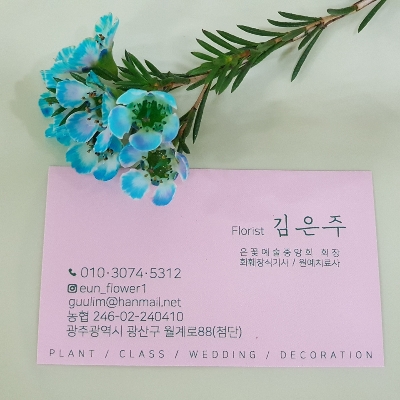 Florist 김은주
은꽃예술중앙회 회장
화훼장식기사 / 원예치료사
010·3074·5312
eun_flower1
guulim@hanmail.net
농협 246-02-240410
광주광역시 광산구 월계로88(첨단)
PLANT / CLASS / WEDDING / DECORATION